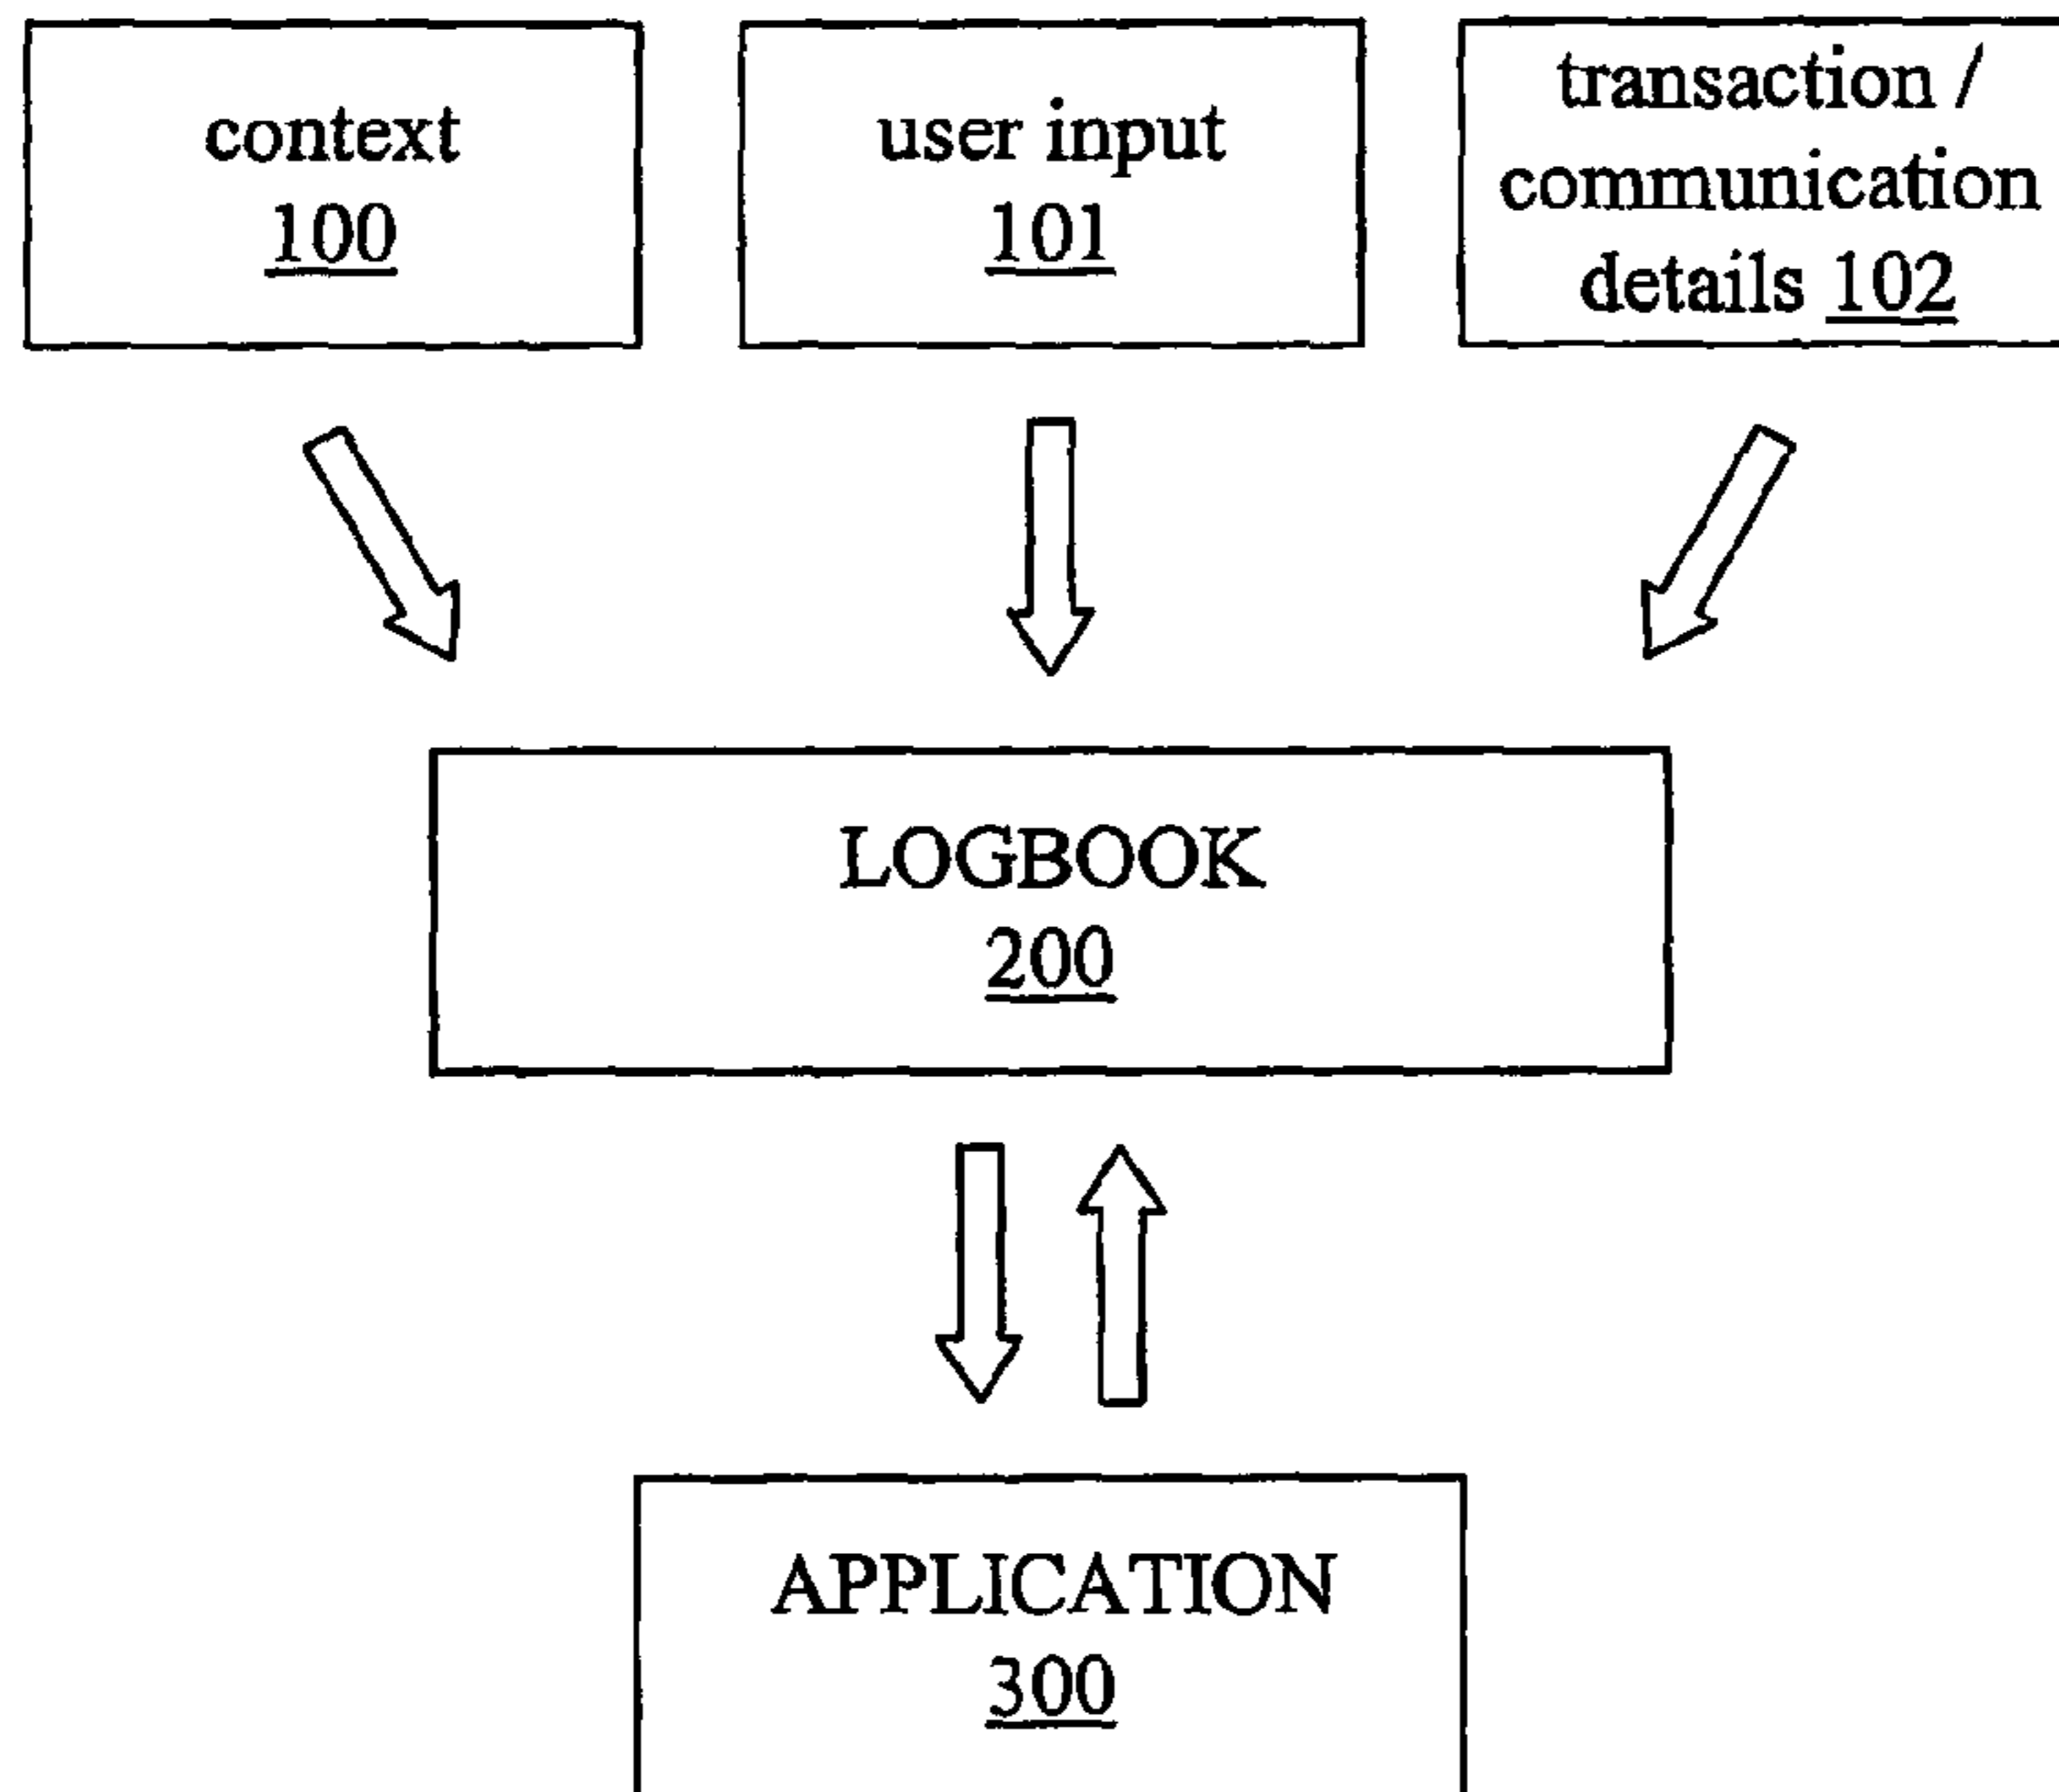 context
100
user input
101
transaction /
communication
details 102
LOGBOOK
200
APPLICATION
300